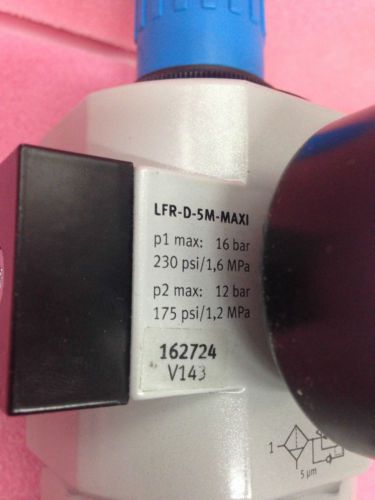 LFR-D-5M-MAXI
p1 max: 16 bar
230 psi/1,6 MPa
p2 max: 12 bar
175 psi/1,2 MPa
162724
V143
1
5 µm